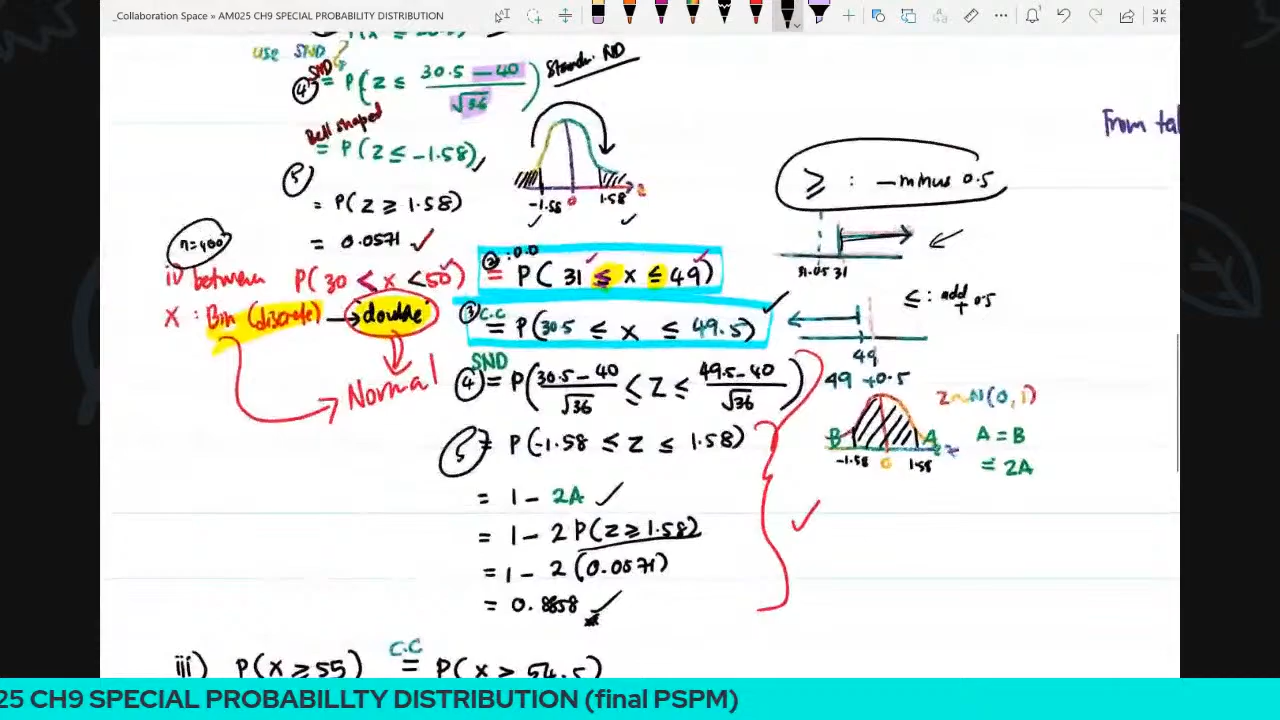 _Collaboration Space » AM025 CH9 SPECIAL PROBABILITY DISTRIBUTION
use SND
④ SND = P(Z ≤ 30.5 - 40 / √36) Standard ND
Bell shaped
= P(Z ≤ -1.58)
⑤
= P(Z ≥ 1.58)
= 0.0571 ✓
-1.58 0 1.58 z
From tab
≥ : - minus 0.5
31-0.5 31
≤ : add + 0.5
49
49 + 0.5
n=400
iv between P(30 < x < 50)
X : Bin (discrete) → 'double'
Normal
② = P(31 ≤ x ≤ 49)
③ C.C = P(30.5 ≤ x ≤ 49.5)
④ SND = P(30.5 - 40 / √36 ≤ Z ≤ 49.5 - 40 / √36)
⑤ = P(-1.58 ≤ Z ≤ 1.58)
= 1 - 2A ✓
= 1 - 2 P(Z ≥ 1.58)
= 1 - 2 (0.0571)
= 0.8858 ✓
Z ~ N(0,1)
B A
-1.58 0 1.58 z
A = B
= 2A
iii) P(X ≥ 55) C.C = P(X > 54.5)
25 CH9 SPECIAL PROBABILLTY DISTRIBUTION (final PSPM)